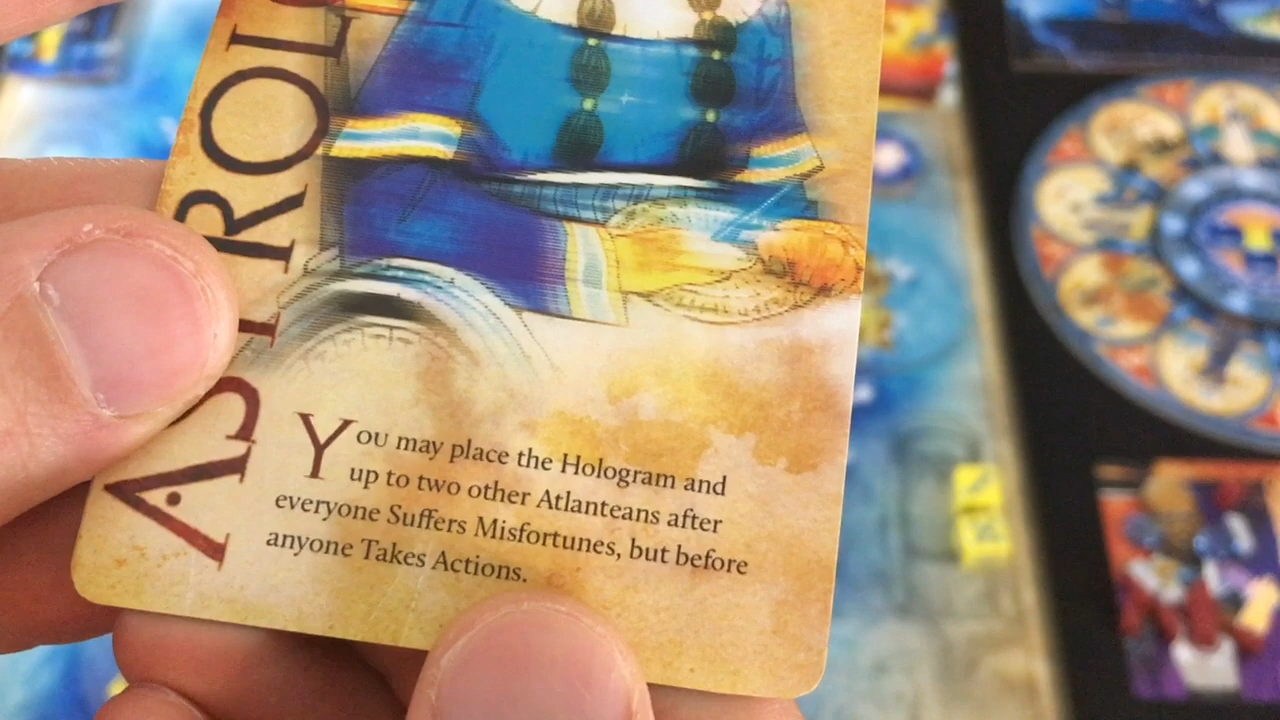 ASTROL
You may place the Hologram and
up to two other Atlanteans after
everyone Suffers Misfortunes, but before
anyone Takes Actions.